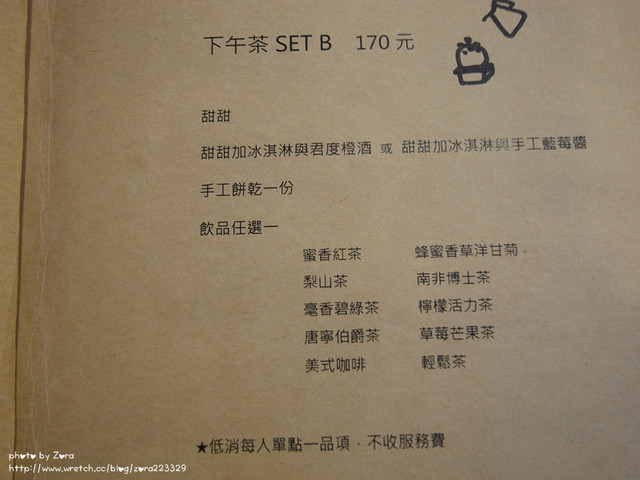 下午茶 SET B 170 元
甜甜
甜甜加冰淇淋與君度橙酒 或 甜甜加冰淇淋與手工藍莓醬
手工餅乾一份
飲品任選一
蜜香紅茶 蜂蜜香草洋甘菊
梨山茶 南非博士茶
毫香碧綠茶 檸檬活力茶
唐寧伯爵茶 草莓芒果茶
美式咖啡 輕鬆茶
★低消每人單點一品項，不收服務費
photo by Zora
http://www.wretch.cc/blog/zora223329